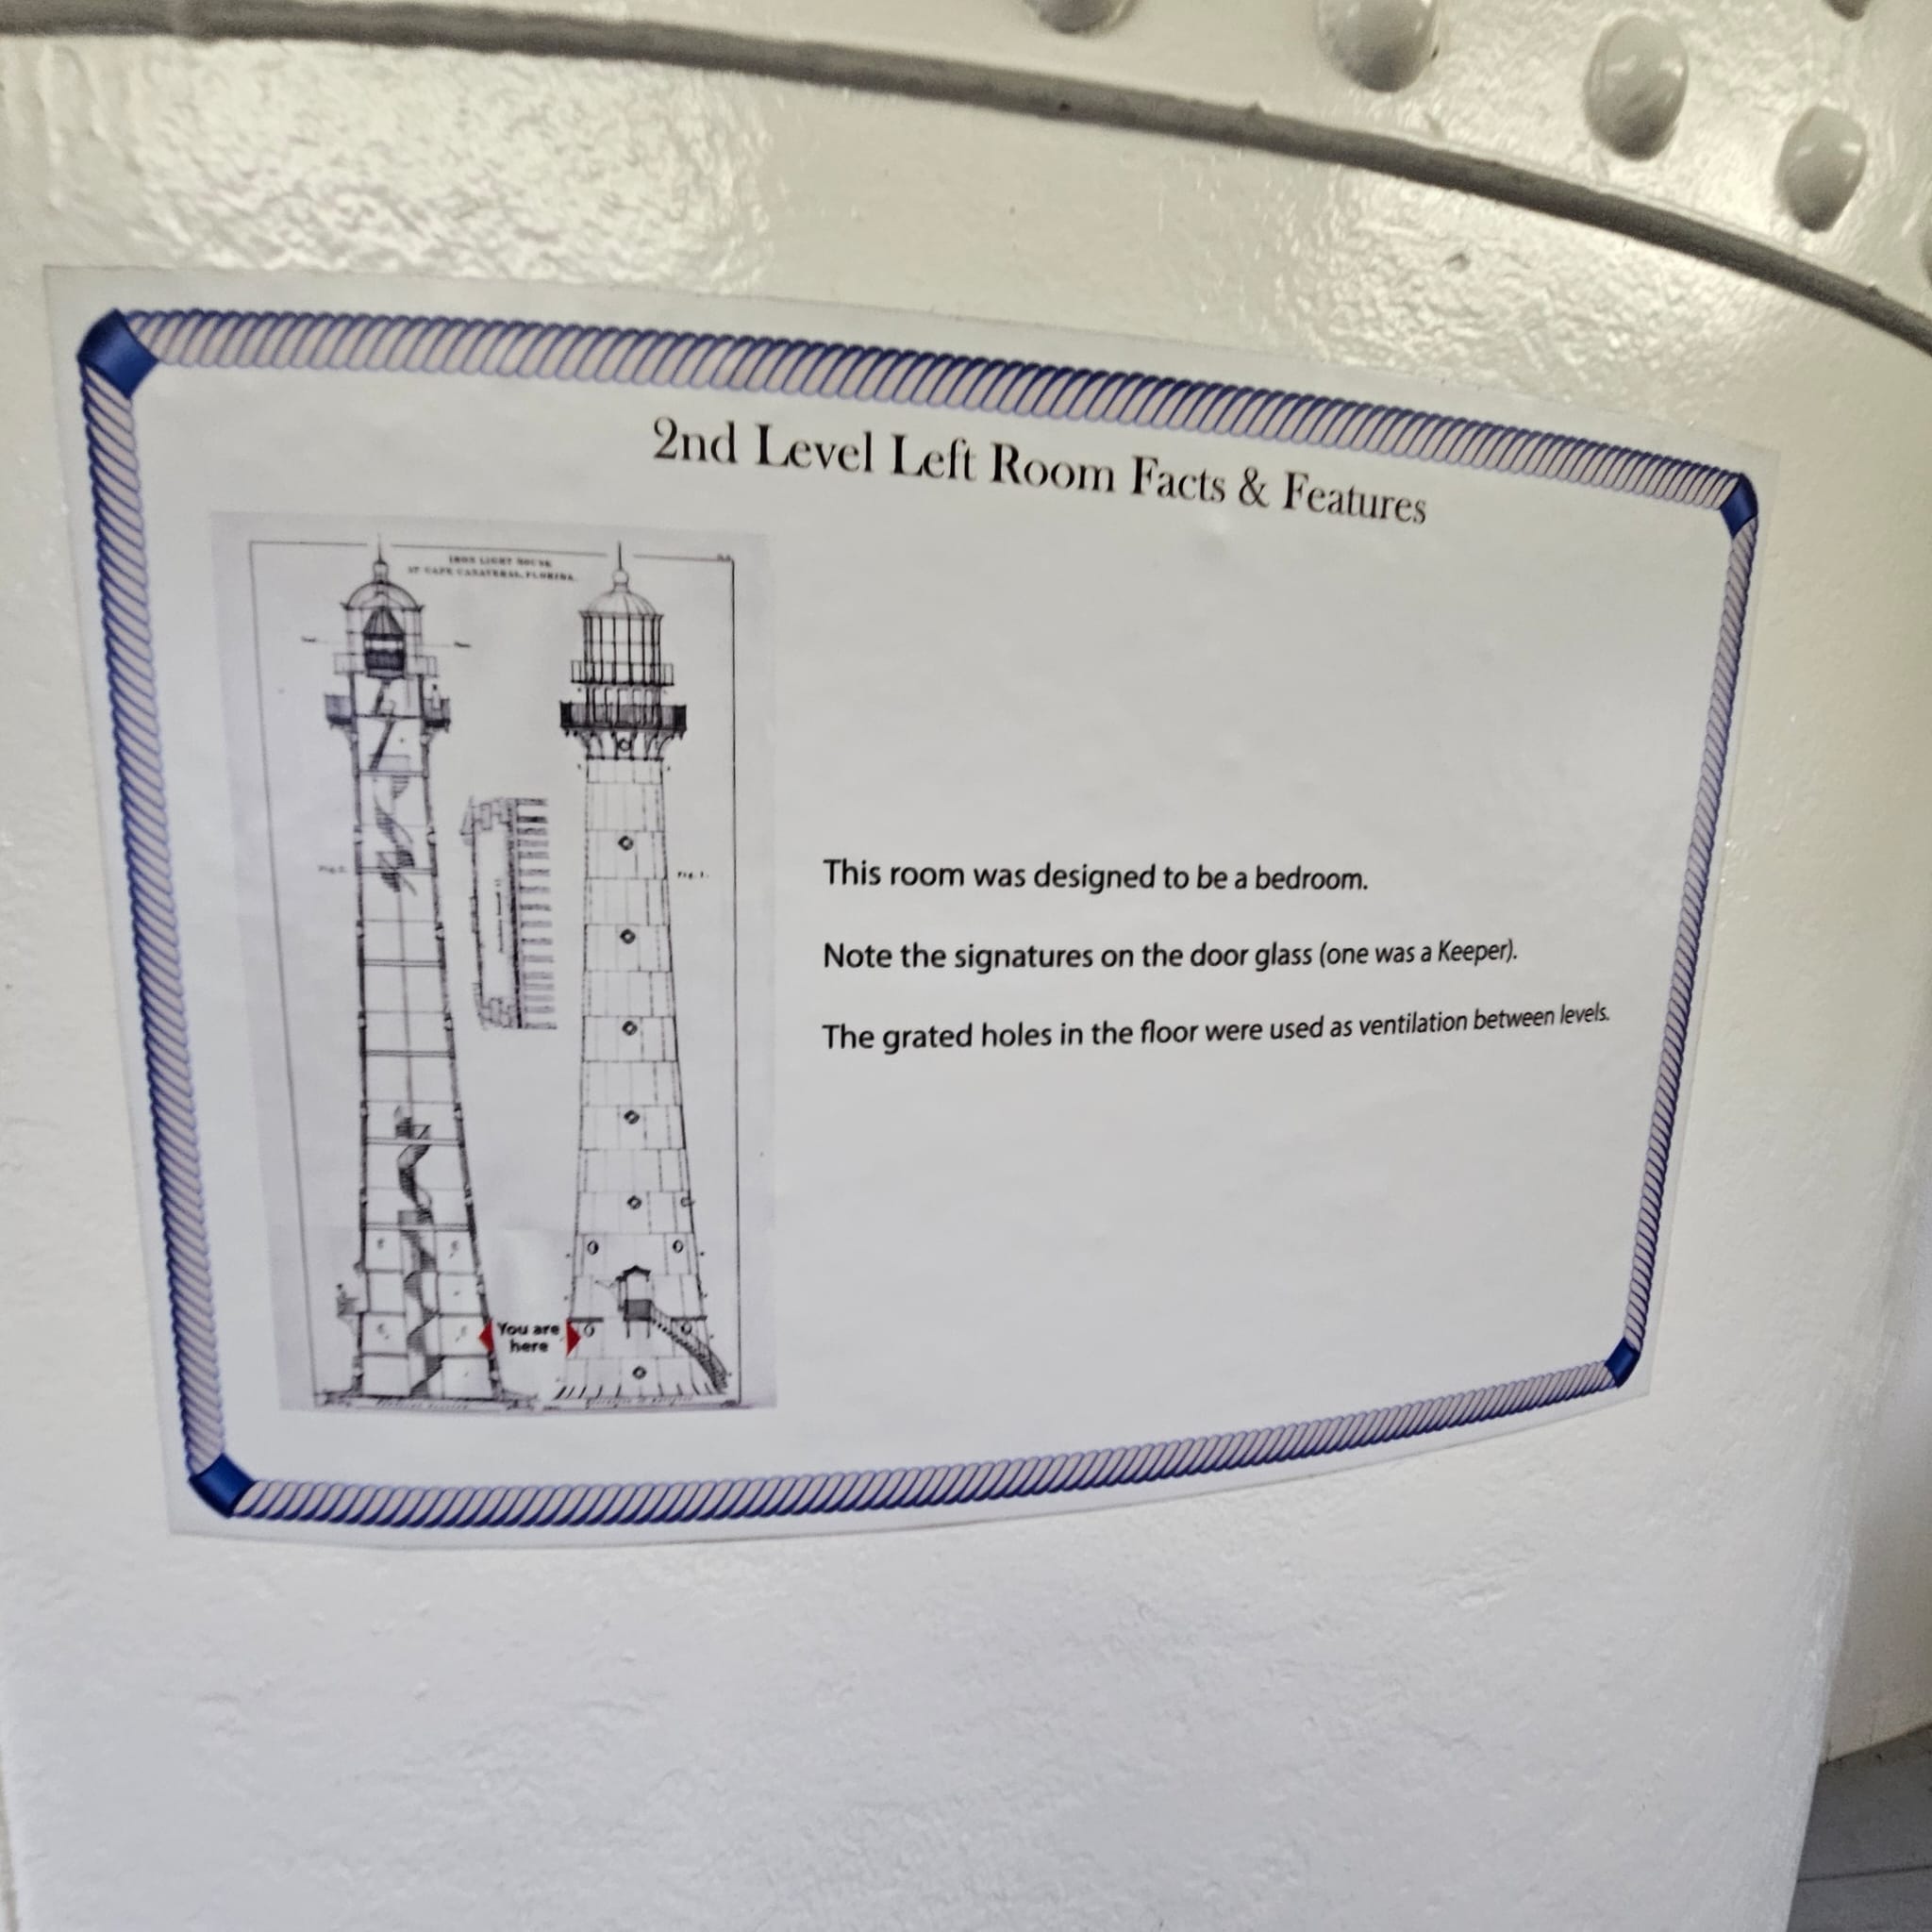 2nd Level Left Room Facts & Features
IRON LIGHT HOUSE
AT CAPE CANAVERAL, FLORIDA.
Fig. 1.
This room was designed to be a bedroom.
Note the signatures on the door glass (one was a Keeper).
The grated holes in the floor were used as ventilation between levels.
You are
here